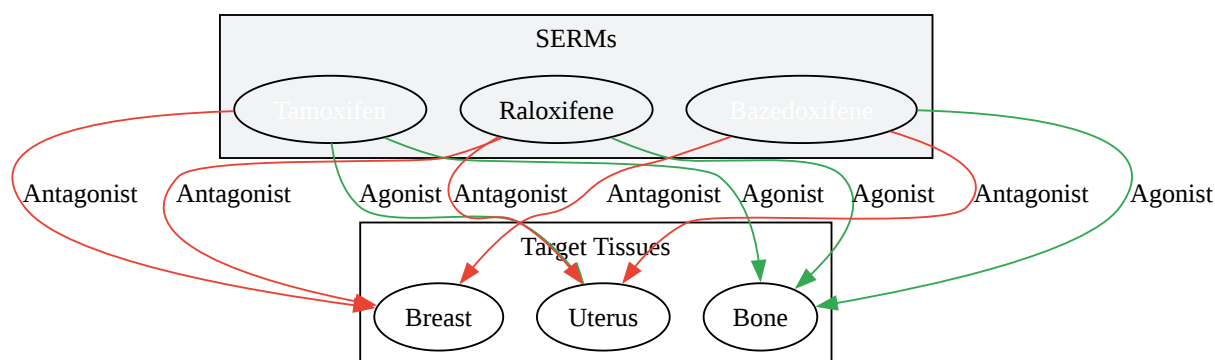 SERMs
Tamoxifen
Raloxifene
Bazedoxifene
Antagonist
Antagonist
Agonist
Antagonist
Antagonist
Agonist
Agonist
Antagonist
Agonist
Target Tissues
Breast
Uterus
Bone